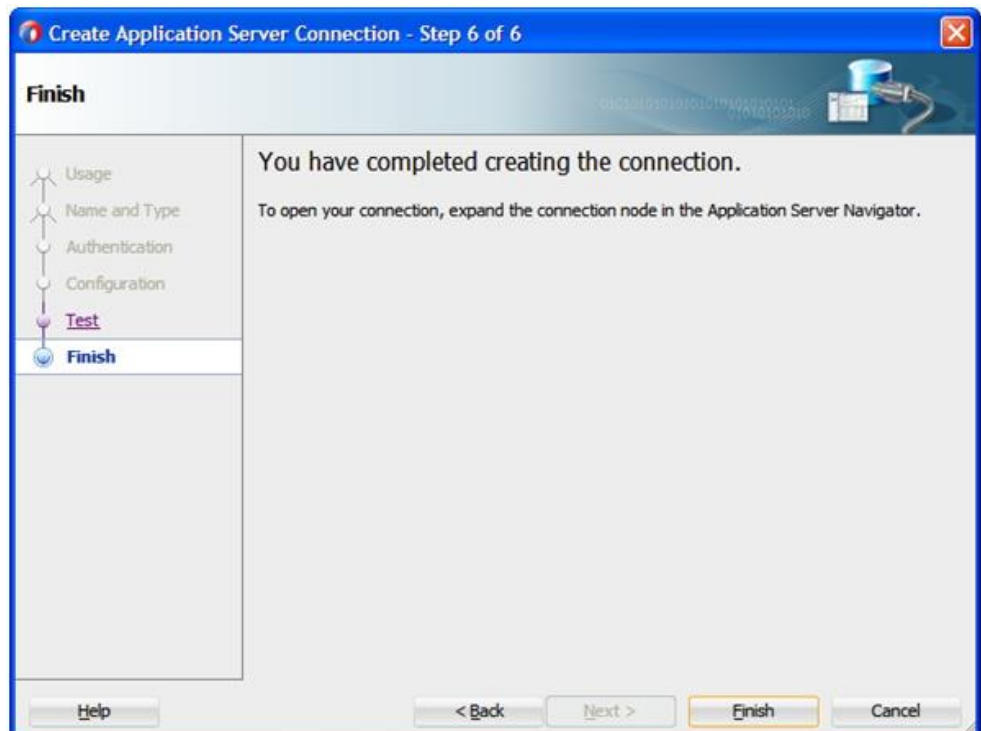 Create Application Server Connection - Step 6 of 6
Finish
Usage
Name and Type
Authentication
Configuration
Test
Finish
You have completed creating the connection.
To open your connection, expand the connection node in the Application Server Navigator.
Help
< Back
Next >
Finish
Cancel